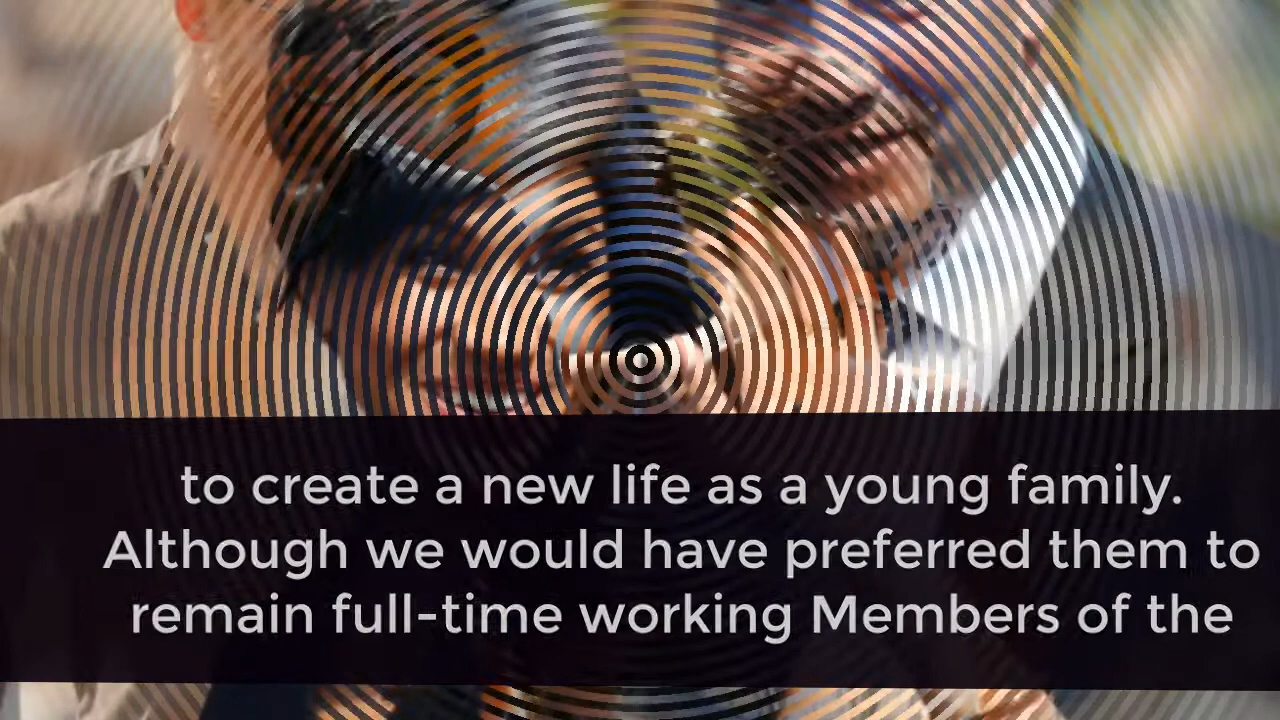 to create a new life as a young family.
Although we would have preferred them to
remain full-time working Members of the